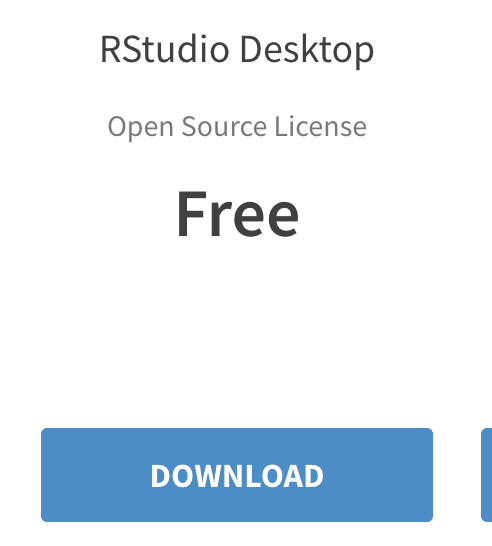 RStudio Desktop
Open Source License
Free
DOWNLOAD